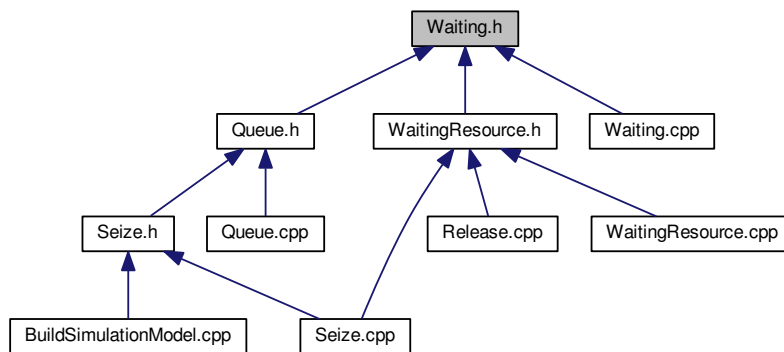 Waiting.h
Queue.h
WaitingResource.h
Waiting.cpp
Seize.h
Queue.cpp
Release.cpp
WaitingResource.cpp
BuildSimulationModel.cpp
Seize.cpp